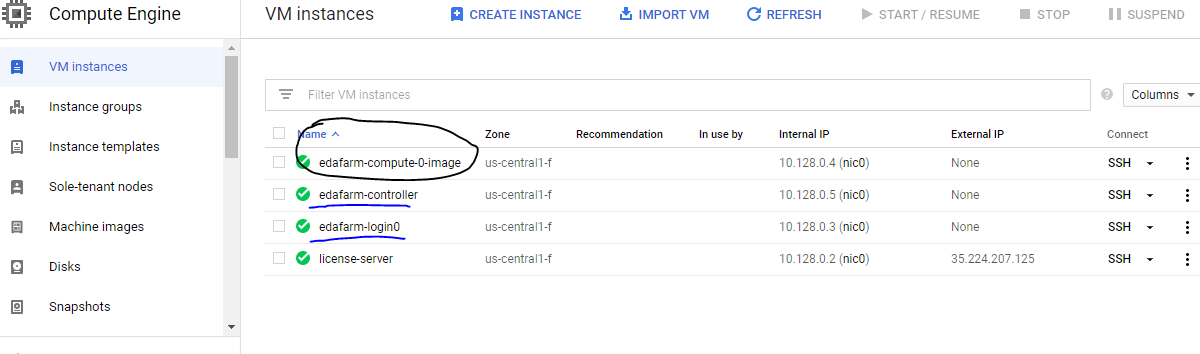 Compute Engine
VM instances
CREATE INSTANCE
IMPORT VM
REFRESH
START / RESUME
STOP
SUSPEND
VM instances
Instance groups
Instance templates
Sole-tenant nodes
Machine images
Disks
Snapshots
Filter VM instances
Columns
Name Zone Recommendation In use by Internal IP External IP Connect
edafarm-compute-0-image us-central1-f 10.128.0.4 (nic0) None SSH
edafarm-controller us-central1-f 10.128.0.5 (nic0) None SSH
edafarm-login0 us-central1-f 10.128.0.3 (nic0) None SSH
license-server us-central1-f 10.128.0.2 (nic0) 35.224.207.125 SSH